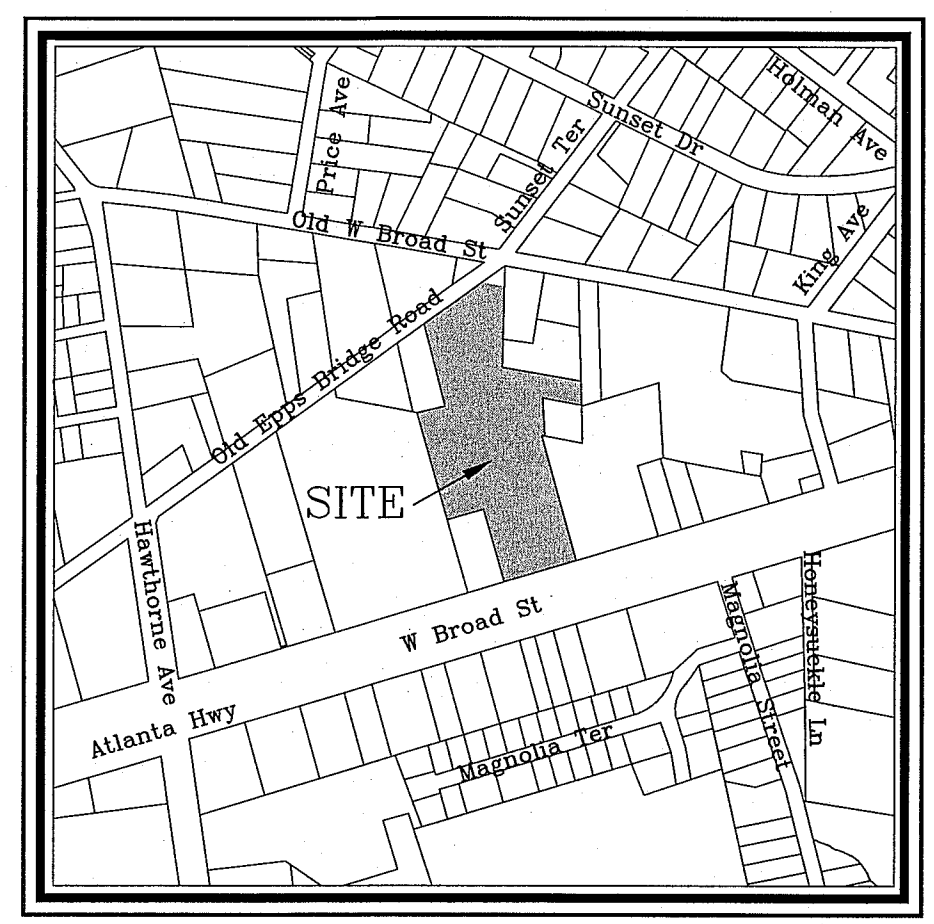 Holman Ave
Sunset Dr
Price Ave
Sunset Ter
Old W Broad St
King Ave
Old Epps Bridge Road
SITE
Hawthorne Ave
Honeysuckle Ln
W Broad St
Magnolia Street
Atlanta Hwy
Magnolia Ter